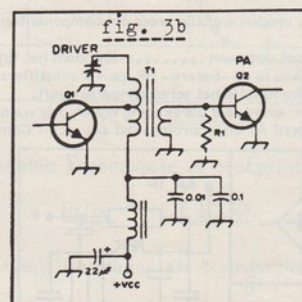 fig. 3b
DRIVER
T1
PA
Q1
Q2
R1
0.01
0.1
22µF
+
+VCC